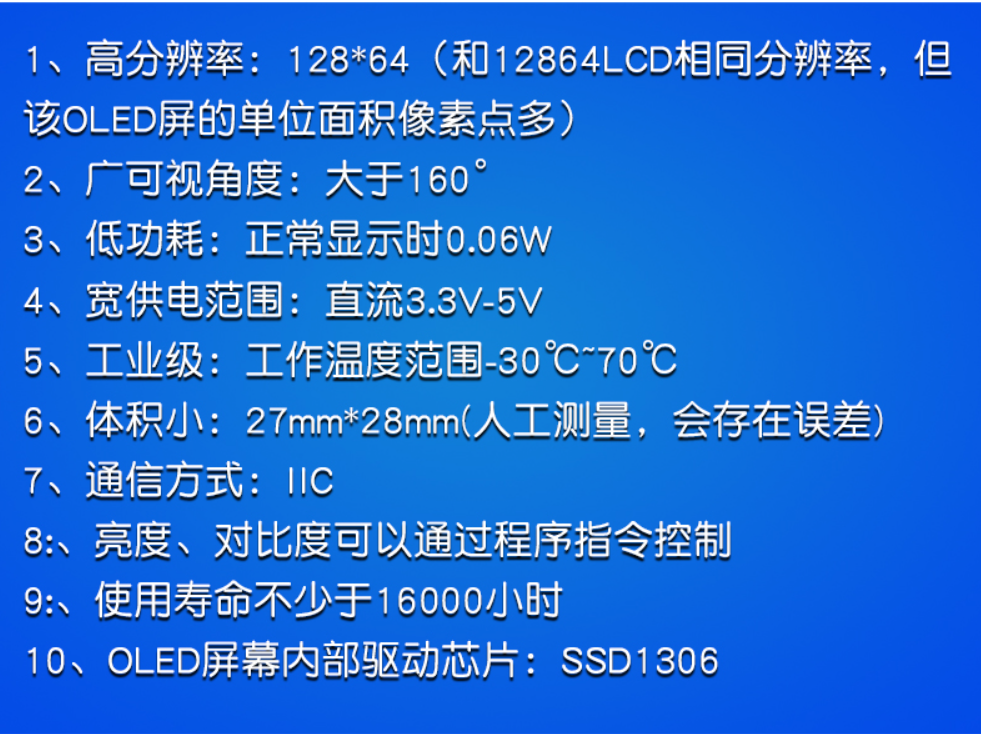 1、高分辨率：128*64（和12864LCD相同分辨率，但
该OLED屏的单位面积像素点多）
2、广可视角度：大于160°
3、低功耗：正常显示时0.06W
4、宽供电范围：直流3.3V-5V
5、工业级：工作温度范围-30℃~70℃
6、体积小：27mm*28mm(人工测量，会存在误差)
7、通信方式：IIC
8:、亮度、对比度可以通过程序指令控制
9:、使用寿命不少于16000小时
10、OLED屏幕内部驱动芯片：SSD1306